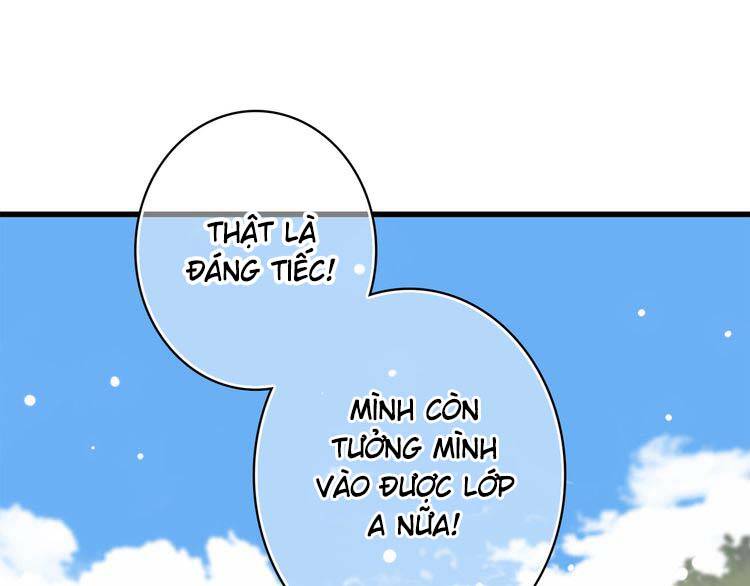 THẬT LÀ
ĐÁNG TIẾC!
MÌNH CÒN
TƯỞNG MÌNH
VÀO ĐƯỢC LỚP
A NỮA!